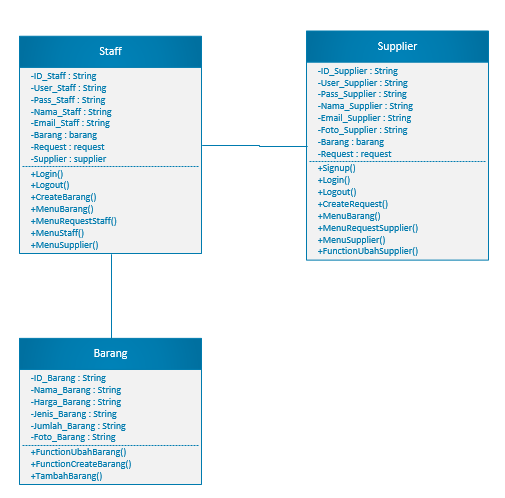 Staff
-ID_Staff : String
-User_Staff : String
-Pass_Staff : String
-Nama_Staff : String
-Email_Staff : String
-Barang : barang
-Request : request
-Supplier : supplier
+Login()
+Logout()
+CreateBarang()
+MenuBarang()
+MenuRequestStaff()
+MenuStaff()
+MenuSupplier()
Supplier
-ID_Supplier : String
-User_Supplier : String
-Pass_Supplier : String
-Nama_Supplier : String
-Email_Supplier : String
-Foto_Supplier : String
-Barang : barang
-Request : request
+Signup()
+Login()
+Logout()
+CreateRequest()
+MenuBarang()
+MenuRequestSupplier()
+MenuSupplier()
+FunctionUbahSupplier()
Barang
-ID_Barang : String
-Nama_Barang : String
-Harga_Barang : String
-Jenis_Barang : String
-Jumlah_Barang : String
-Foto_Barang : String
+FunctionUbahBarang()
+FunctionCreateBarang()
+TambahBarang()